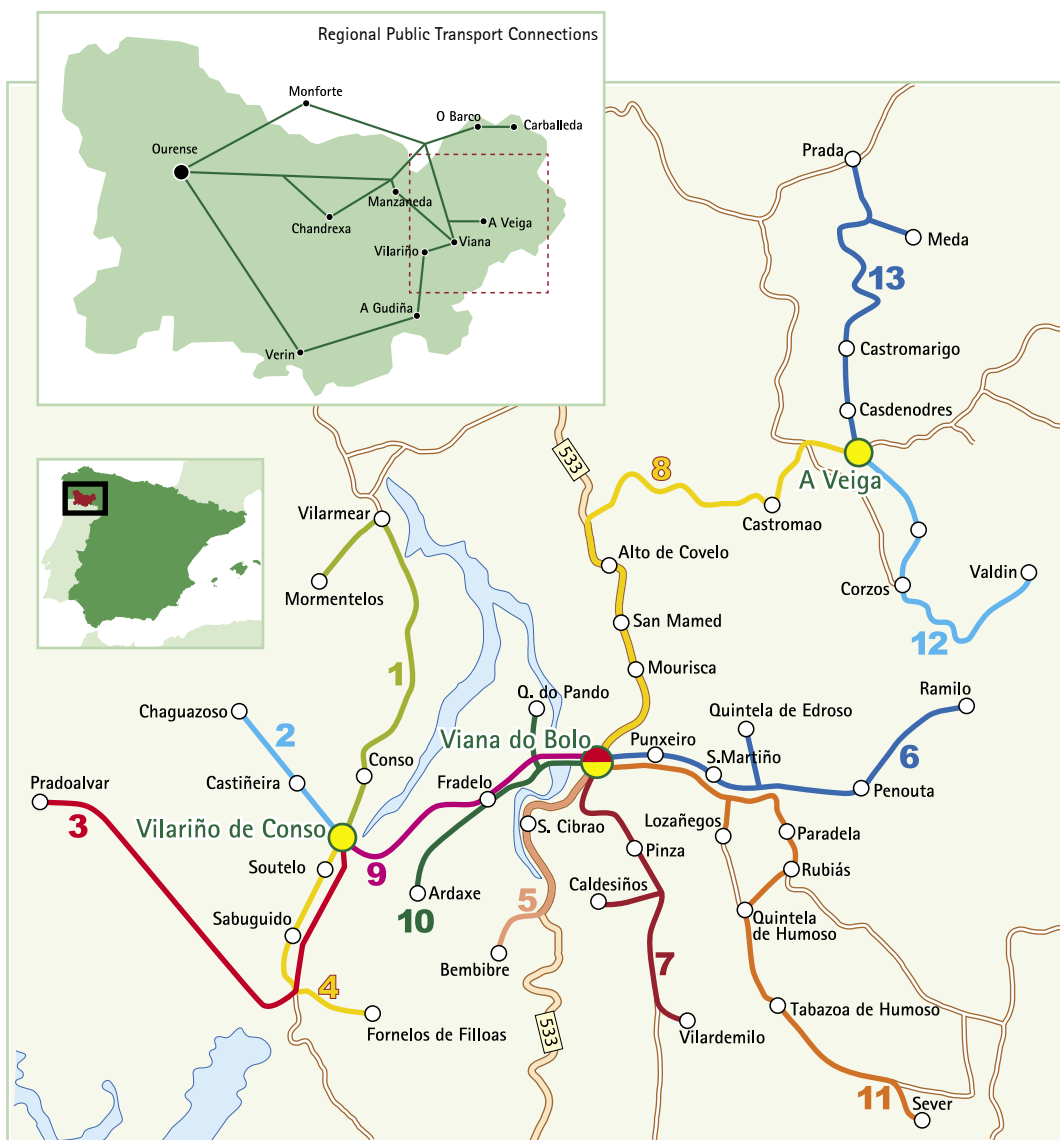 Regional Public Transport Connections
Monforte
O Barco
Carballeda
Ourense
Manzaneda
Chandrexa
A Veiga
Viana
Vilariño
A Gudiña
Verin
Prada
Meda
13
Castromarigo
Casdenodres
533
8
A Veiga
Castromao
Vilarmear
Alto de Covelo
Valdin
Corzos
Mormentelos
San Mamed
12
1
Mourisca
Q. do Pando
Ramilo
Chaguazoso
Quintela de Edroso
2
Viana do Bolo
Punxeiro
S.Martiño
6
Conso
Castiñeira
Fradelo
Penouta
Pradoalvar
3
Vilariño de Conso
S. Cibrao
Lozañegos
Paradela
Pinza
Soutelo
9
Rubiás
Caldesiños
Ardaxe
5
10
Sabuguido
Quintela
de Humoso
Bembibre
7
4
Tabazoa de Humoso
Fornelos de Filloas
533
Vilardemilo
11
Sever